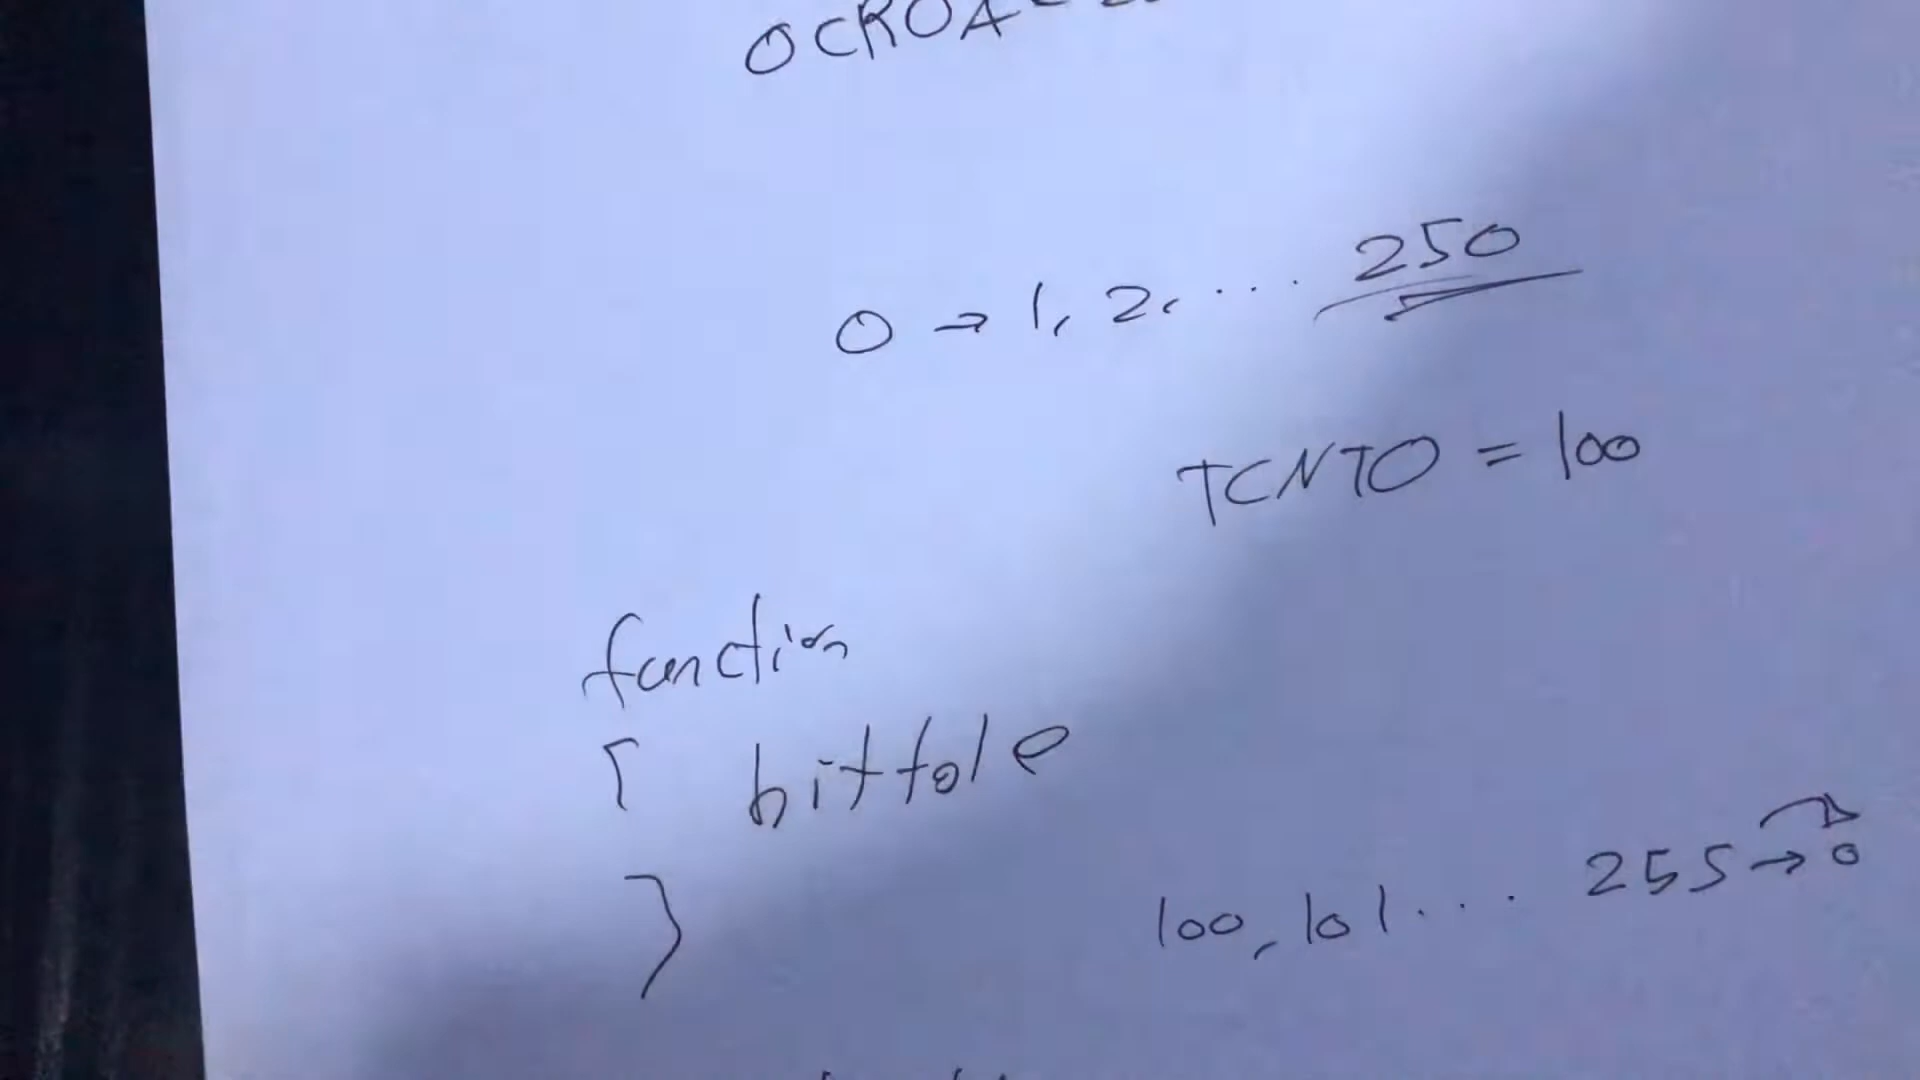 OCR0A
0 → 1, 2, ... 250
TCNT0 = 100
function
{ bittole
}
100, 101 ... 255 → 0